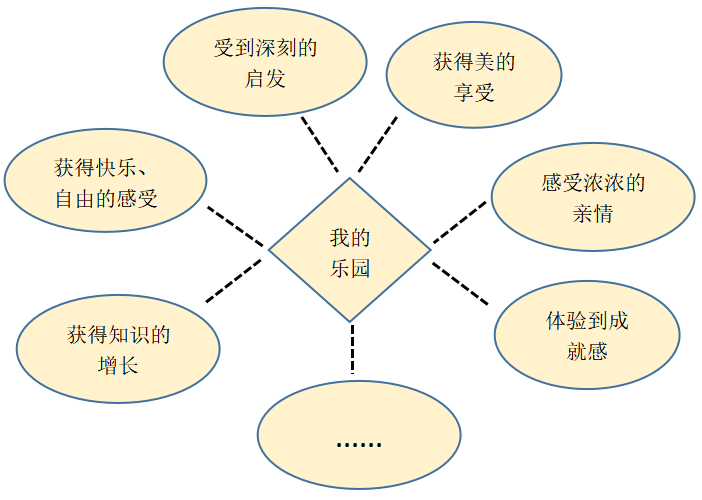 受到深刻的
启发
获得美的
享受
获得快乐、
自由的感受
感受浓浓的
亲情
我的
乐园
获得知识的
增长
体验到成
就感
……